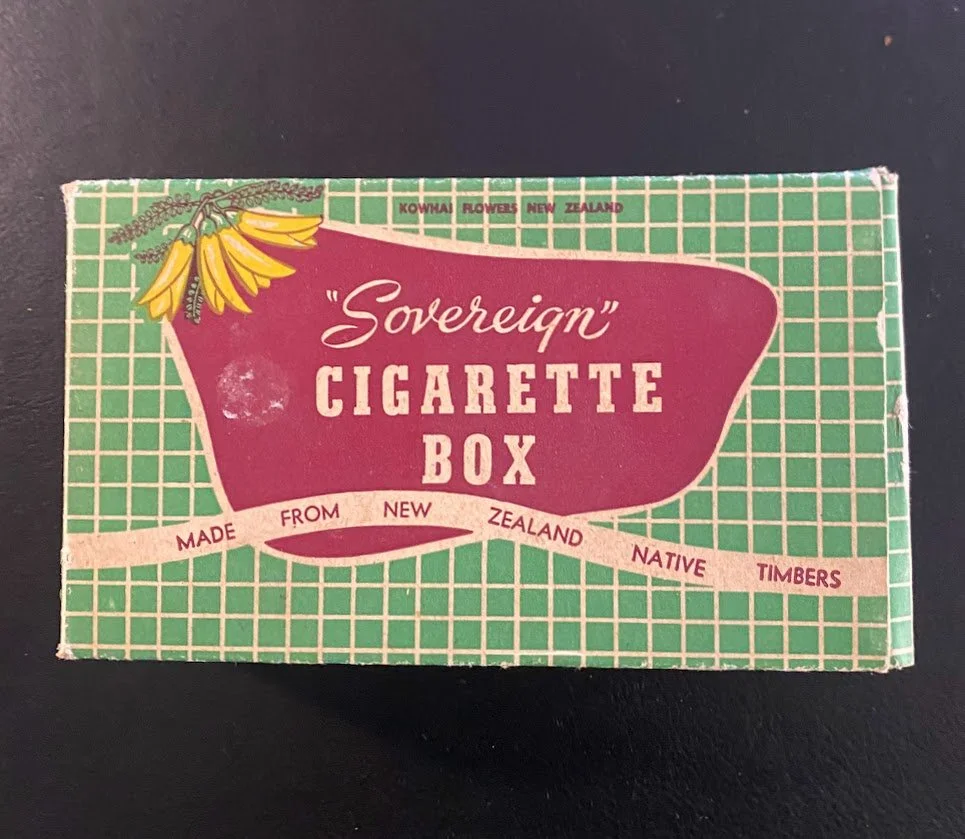 KOWHAI FLOWERS NEW ZEALAND
"Sovereign"
CIGARETTE
BOX
MADE FROM NEW ZEALAND NATIVE TIMBERS